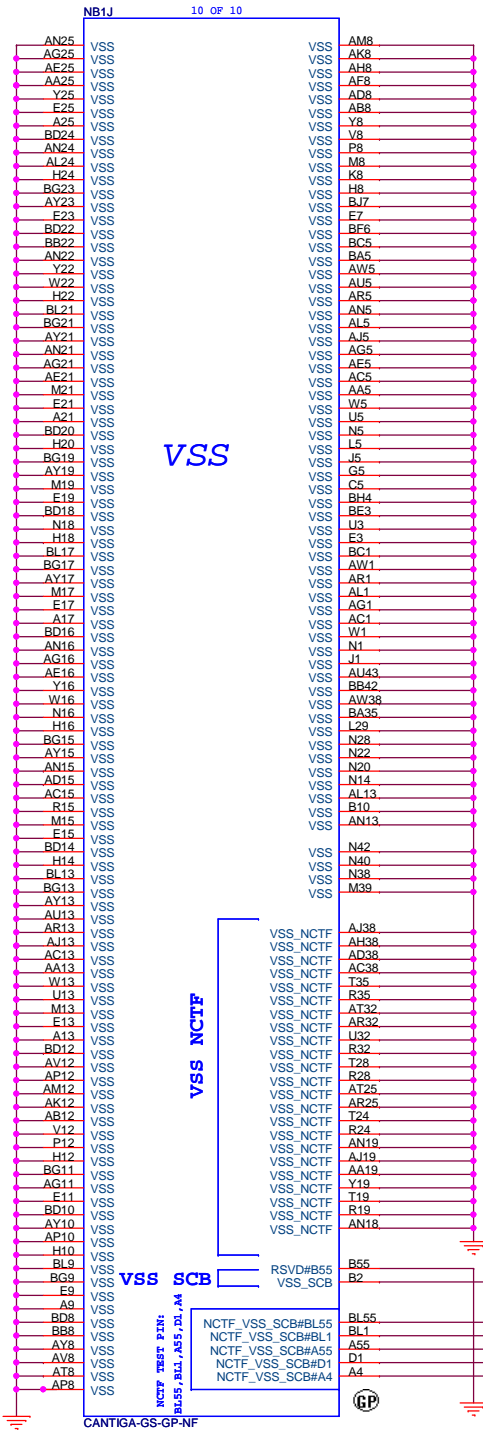 NB1J 10 OF 10
AN25 VSS VSS AM8
AG25 VSS VSS AK8
AE25 VSS VSS AH8
AA25 VSS VSS AF8
Y25 VSS VSS AD8
E25 VSS VSS AB8
A25 VSS VSS Y8
BD24 VSS VSS V8
AN24 VSS VSS P8
AL24 VSS VSS M8
H24 VSS VSS K8
BG23 VSS VSS H8
AY23 VSS VSS BJ7
E23 VSS VSS E7
BD22 VSS VSS BF6
BB22 VSS VSS BC5
AN22 VSS VSS BA5
Y22 VSS VSS AW5
W22 VSS VSS AU5
H22 VSS VSS AR5
BL21 VSS VSS AN5
BG21 VSS VSS AL5
AY21 VSS VSS AJ5
AN21 VSS VSS AG5
AG21 VSS VSS AE5
AE21 VSS VSS AC5
M21 VSS VSS AA5
E21 VSS VSS W5
A21 VSS VSS U5
BD20 VSS VSS N5
H20 VSS VSS L5
VSS
BG19 VSS VSS J5
AY19 VSS VSS G5
M19 VSS VSS C5
E19 VSS VSS BH4
BD18 VSS VSS BE3
N18 VSS VSS U3
H18 VSS VSS E3
BL17 VSS VSS BC1
BG17 VSS VSS AW1
AY17 VSS VSS AR1
M17 VSS VSS AL1
E17 VSS VSS AG1
A17 VSS VSS AC1
BD16 VSS VSS W1
AN16 VSS VSS N1
AG16 VSS VSS J1
AE16 VSS VSS AU43
Y16 VSS VSS BB42
W16 VSS VSS AW38
N16 VSS VSS BA35
H16 VSS VSS L29
BG15 VSS VSS N28
AY15 VSS VSS N22
AN15 VSS VSS N20
AD15 VSS VSS N14
AC15 VSS VSS AL13
R15 VSS VSS B10
M15 VSS VSS AN13
E15 VSS
BD14 VSS VSS N42
H14 VSS VSS N40
BL13 VSS VSS N38
BG13 VSS VSS M39
AY13 VSS
AU13 VSS
AR13 VSS VSS_NCTF AJ38
AJ13 VSS VSS_NCTF AH38
AC13 VSS VSS_NCTF AD38
AA13 VSS VSS_NCTF AC38
W13 VSS VSS_NCTF T35
U13 VSS VSS_NCTF R35
M13 VSS VSS_NCTF AT32
E13 VSS VSS_NCTF AR32
A13 VSS VSS_NCTF U32
BD12 VSS VSS_NCTF R32
AV12 VSS VSS_NCTF T28
VSS NCTF
AP12 VSS VSS_NCTF R28
AM12 VSS VSS_NCTF AT25
AK12 VSS VSS_NCTF AR25
AB12 VSS VSS_NCTF T24
V12 VSS VSS_NCTF R24
P12 VSS VSS_NCTF AN19
H12 VSS VSS_NCTF AJ19
BG11 VSS VSS_NCTF AA19
AG11 VSS VSS_NCTF Y19
E11 VSS VSS_NCTF T19
BD10 VSS VSS_NCTF R19
AY10 VSS VSS_NCTF AN18
AP10 VSS
H10 VSS
BL9 VSS RSVD#B55 B55
BG9 VSS VSS SCB VSS_SCB B2
E9 VSS
A9 VSS
NCTF TEST PIN:
BL55,BL1,A55,D1,A4
BD8 VSS NCTF_VSS_SCB#BL55 BL55
BB8 VSS NCTF_VSS_SCB#BL1 BL1
AY8 VSS NCTF_VSS_SCB#A55 A55
AV8 VSS NCTF_VSS_SCB#D1 D1
AT8 VSS NCTF_VSS_SCB#A4 A4
AP8 VSS
GP
CANTIGA-GS-GP-NF